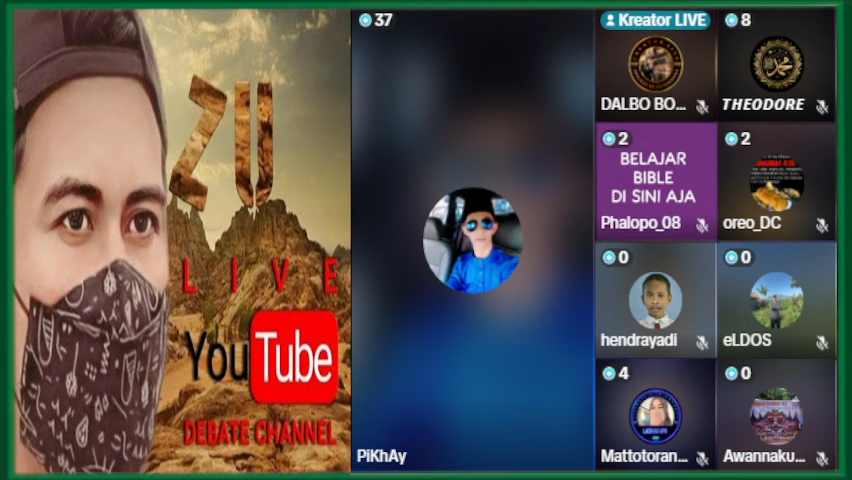 ZU
LIVE
YouTube
DEBATE CHANNEL
37
PiKhAy
Kreator LIVE
DALBO BO...
8
THEODORE
2
BELAJAR
BIBLE
DI SINI AJA
Phalopo_08
2
oreo_DC
0
hendrayadi
0
eLDOS
4
Mattotoran...
0
Awannaku...